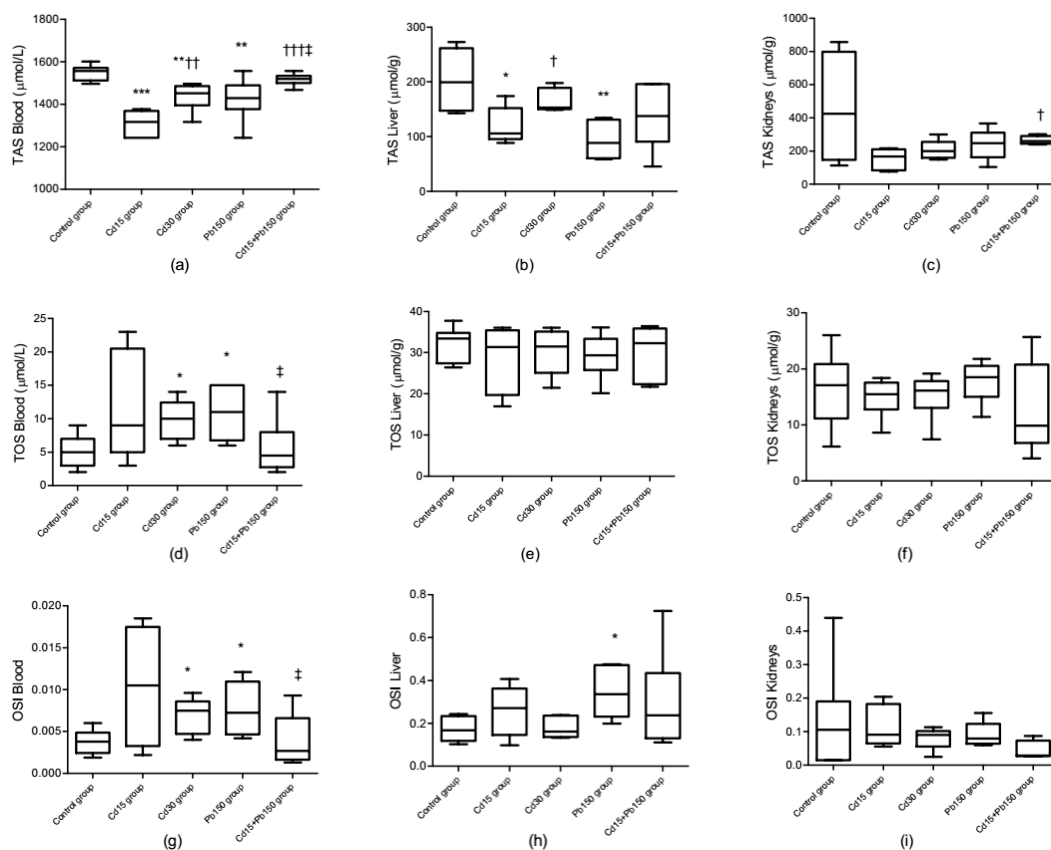 TAS Blood (μmol/L)
1800
1600
1400
1200
1000
***
**††
**
†††‡
Control group
Cd15 group
Cd30 group
Pb150 group
Cd15+Pb150 group
(a)
TAS Liver (μmol/g)
300
200
100
0
*
†
**
Control group
Cd15 group
Cd30 group
Pb150 group
Cd15+Pb150 group
(b)
TAS Kidneys (μmol/g)
1000
800
600
400
200
0
†
Control group
Cd15 group
Cd30 group
Pb150 group
Cd15+Pb150 group
(c)
TOS Blood (μmol/L)
25
20
15
10
5
0
*
*
‡
Control group
Cd15 group
Cd30 group
Pb150 group
Cd15+Pb150 group
(d)
TOS Liver (μmol/g)
40
30
20
10
0
Control group
Cd15 group
Cd30 group
Pb150 group
Cd15+Pb150 group
(e)
TOS Kidneys (μmol/g)
30
20
10
0
Control group
Cd15 group
Cd30 group
Pb150 group
Cd15+Pb150 group
(f)
OSI Blood
0.020
0.015
0.010
0.005
0.000
*
*
‡
Control group
Cd15 group
Cd30 group
Pb150 group
Cd15+Pb150 group
(g)
OSI Liver
0.8
0.6
0.4
0.2
0.0
*
Control group
Cd15 group
Cd30 group
Pb150 group
Cd15+Pb150 group
(h)
OSI Kidneys
0.5
0.4
0.3
0.2
0.1
0.0
Control group
Cd15 group
Cd30 group
Pb150 group
Cd15+Pb150 group
(i)